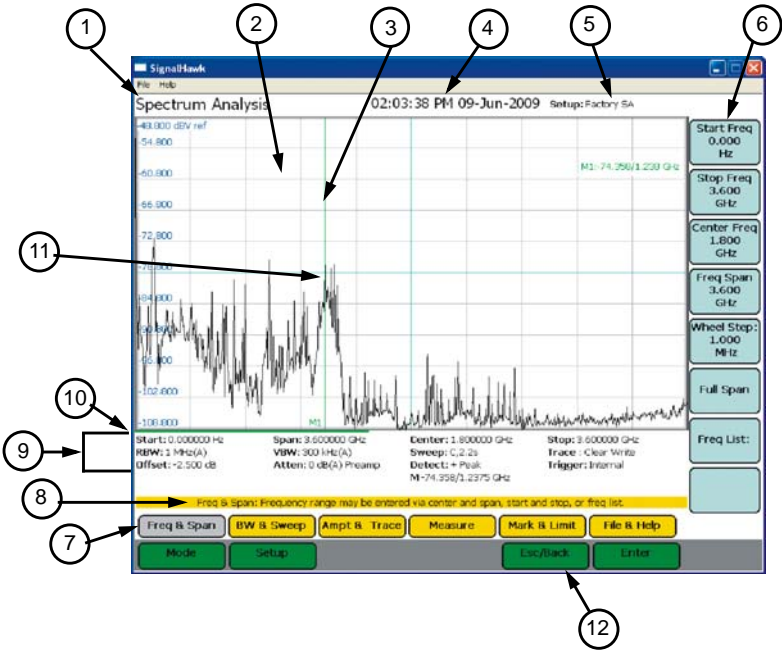 1
2
3
4
5
6
SignalHawk
File Help
Spectrum Analysis
02:03:38 PM 09-Jun-2009
Setup: Factory SA
-48.800 dBV ref
-54.800
-60.800
-66.800
-72.800
-78.800
-84.800
-90.800
-96.800
-102.800
-108.800
M1:-74.358/1.238 GHz
M1
Start Freq
0.000
Hz
Stop Freq
3.600
GHz
Center Freq
1.800
GHz
Freq Span
3.600
GHz
Wheel Step:
1.000
MHz
Full Span
Freq List:
11
10
9
Start: 0.000000 Hz Span: 3.600000 GHz Center: 1.800000 GHz Stop: 3.600000 GHz
RBW: 1 MHz(A) VBW: 300 kHz(A) Sweep: C,2.2s Trace : Clear Write
Offset: -2.500 dB Atten: 0 dB(A) Preamp Detect: + Peak Trigger: Internal
M-74.358/1.2375 GHz
8
Freq & Span: Frequency range may be entered via center and span, start and stop, or freq list.
7
Freq & Span BW & Sweep Ampt & Trace Measure Mark & Limit File & Help
Mode Setup Esc/Back Enter
12